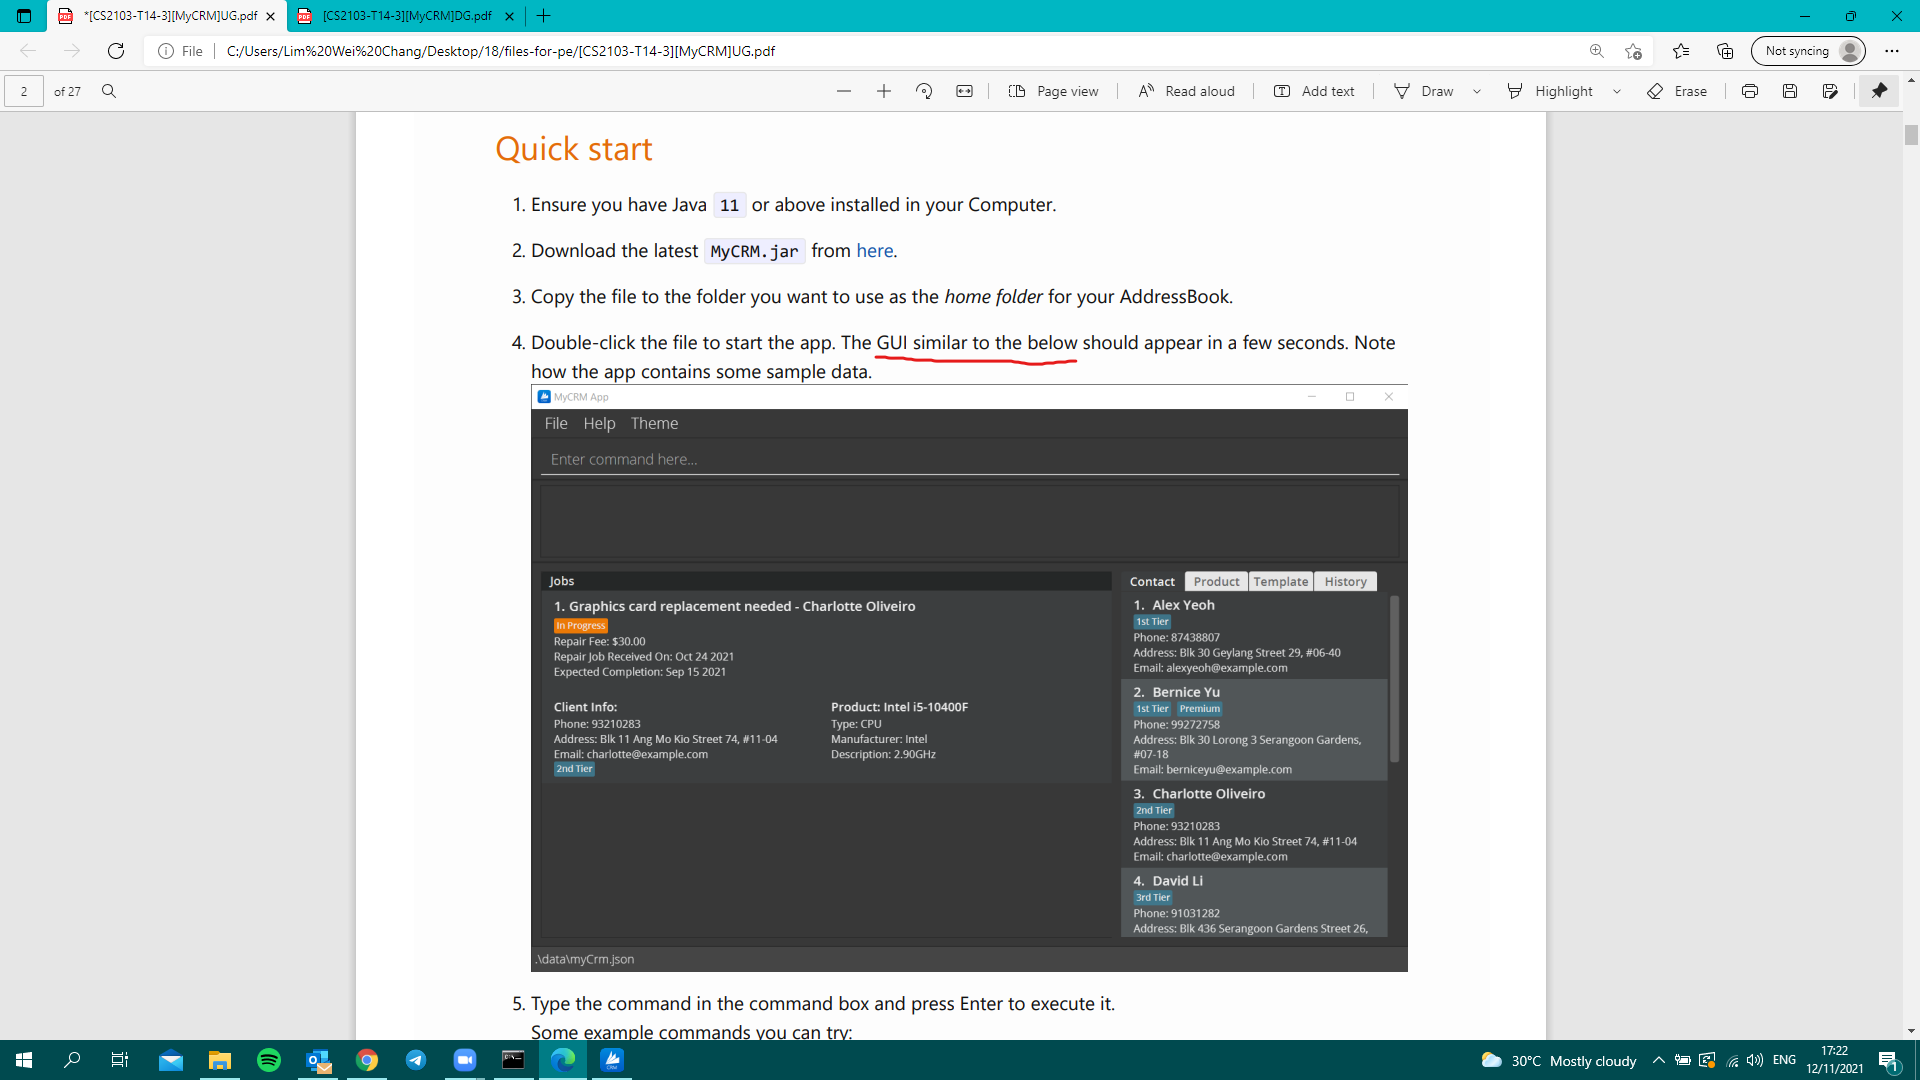 *[CS2103-T14-3][MyCRM]UG.pdf
[CS2103-T14-3][MyCRM]DG.pdf
File
C:/Users/Lim%20Wei%20Chang/Desktop/18/files-for-pe/[CS2103-T14-3][MyCRM]UG.pdf
Not syncing
2 of 27
Page view
Read aloud
Add text
Draw
Highlight
Erase
Quick start
1. Ensure you have Java 11 or above installed in your Computer.
2. Download the latest MyCRM.jar from here.
3. Copy the file to the folder you want to use as the home folder for your AddressBook.
4. Double-click the file to start the app. The GUI similar to the below should appear in a few seconds. Note
how the app contains some sample data.
MyCRM App
File Help Theme
Enter command here...
Jobs
1. Graphics card replacement needed - Charlotte Oliveiro
In Progress
Repair Fee: $30.00
Repair Job Received On: Oct 24 2021
Expected Completion: Sep 15 2021
Client Info:
Phone: 93210283
Address: Blk 11 Ang Mo Kio Street 74, #11-04
Email: charlotte@example.com
2nd Tier
Product: Intel i5-10400F
Type: CPU
Manufacturer: Intel
Description: 2.90GHz
Contact Product Template History
1. Alex Yeoh
1st Tier
Phone: 87438807
Address: Blk 30 Geylang Street 29, #06-40
Email: alexyeoh@example.com
2. Bernice Yu
1st Tier Premium
Phone: 99272758
Address: Blk 30 Lorong 3 Serangoon Gardens,
#07-18
Email: berniceyu@example.com
3. Charlotte Oliveiro
2nd Tier
Phone: 93210283
Address: Blk 11 Ang Mo Kio Street 74, #11-04
Email: charlotte@example.com
4. David Li
3rd Tier
Phone: 91031282
Address: Blk 436 Serangoon Gardens Street 26,
.\data\myCrm.json
5. Type the command in the command box and press Enter to execute it.
Some example commands you can try:
30°C Mostly cloudy
ENG
17:22
12/11/2021
1